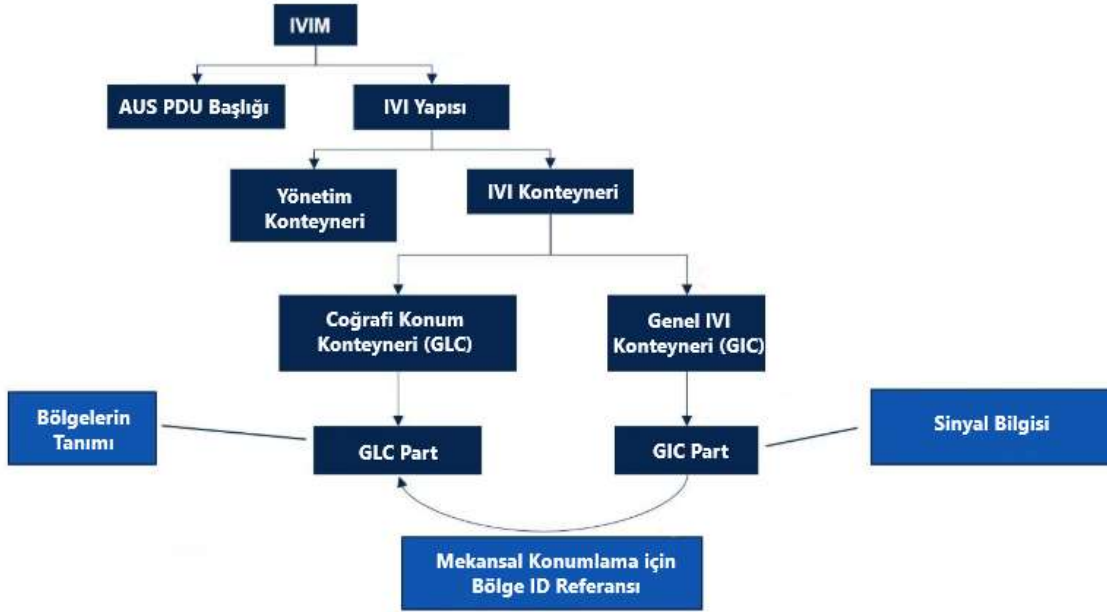 IVIM
AUS PDU Başlığı
IVI Yapısı
Yönetim
Konteyneri
IVI Konteyneri
Coğrafi Konum
Konteyneri (GLC)
Genel IVI
Konteyneri (GIC)
Bölgelerin
Tanımı
Sinyal Bilgisi
GLC Part
GIC Part
Mekansal Konumlama için
Bölge ID Referansı